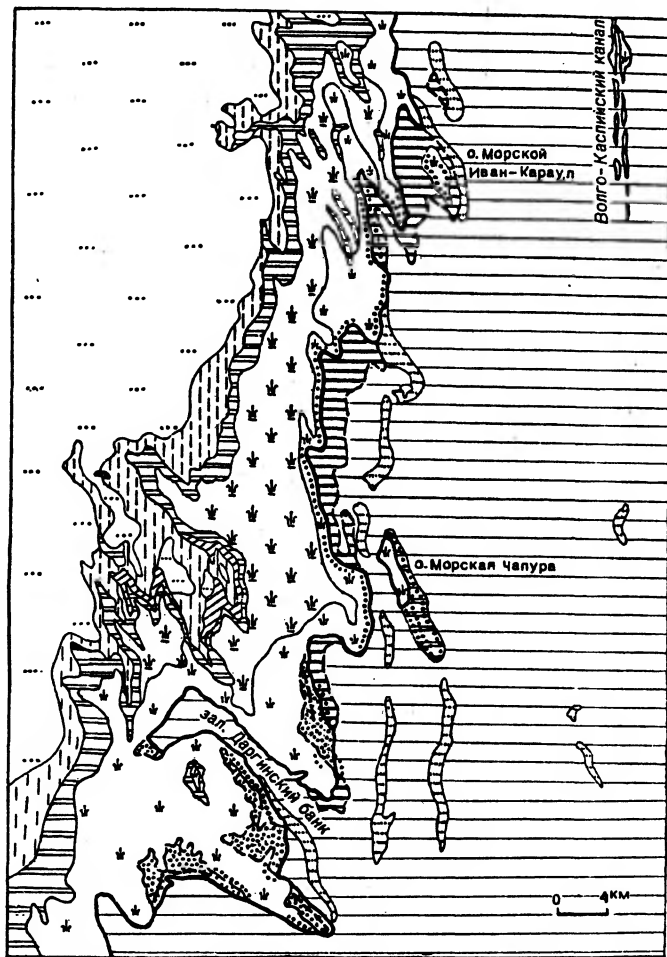 о. Морской
Иван-Караул
Волго-Каспийский канал
о. Морская Чапура
зал. Даргинский банк
0 4 км